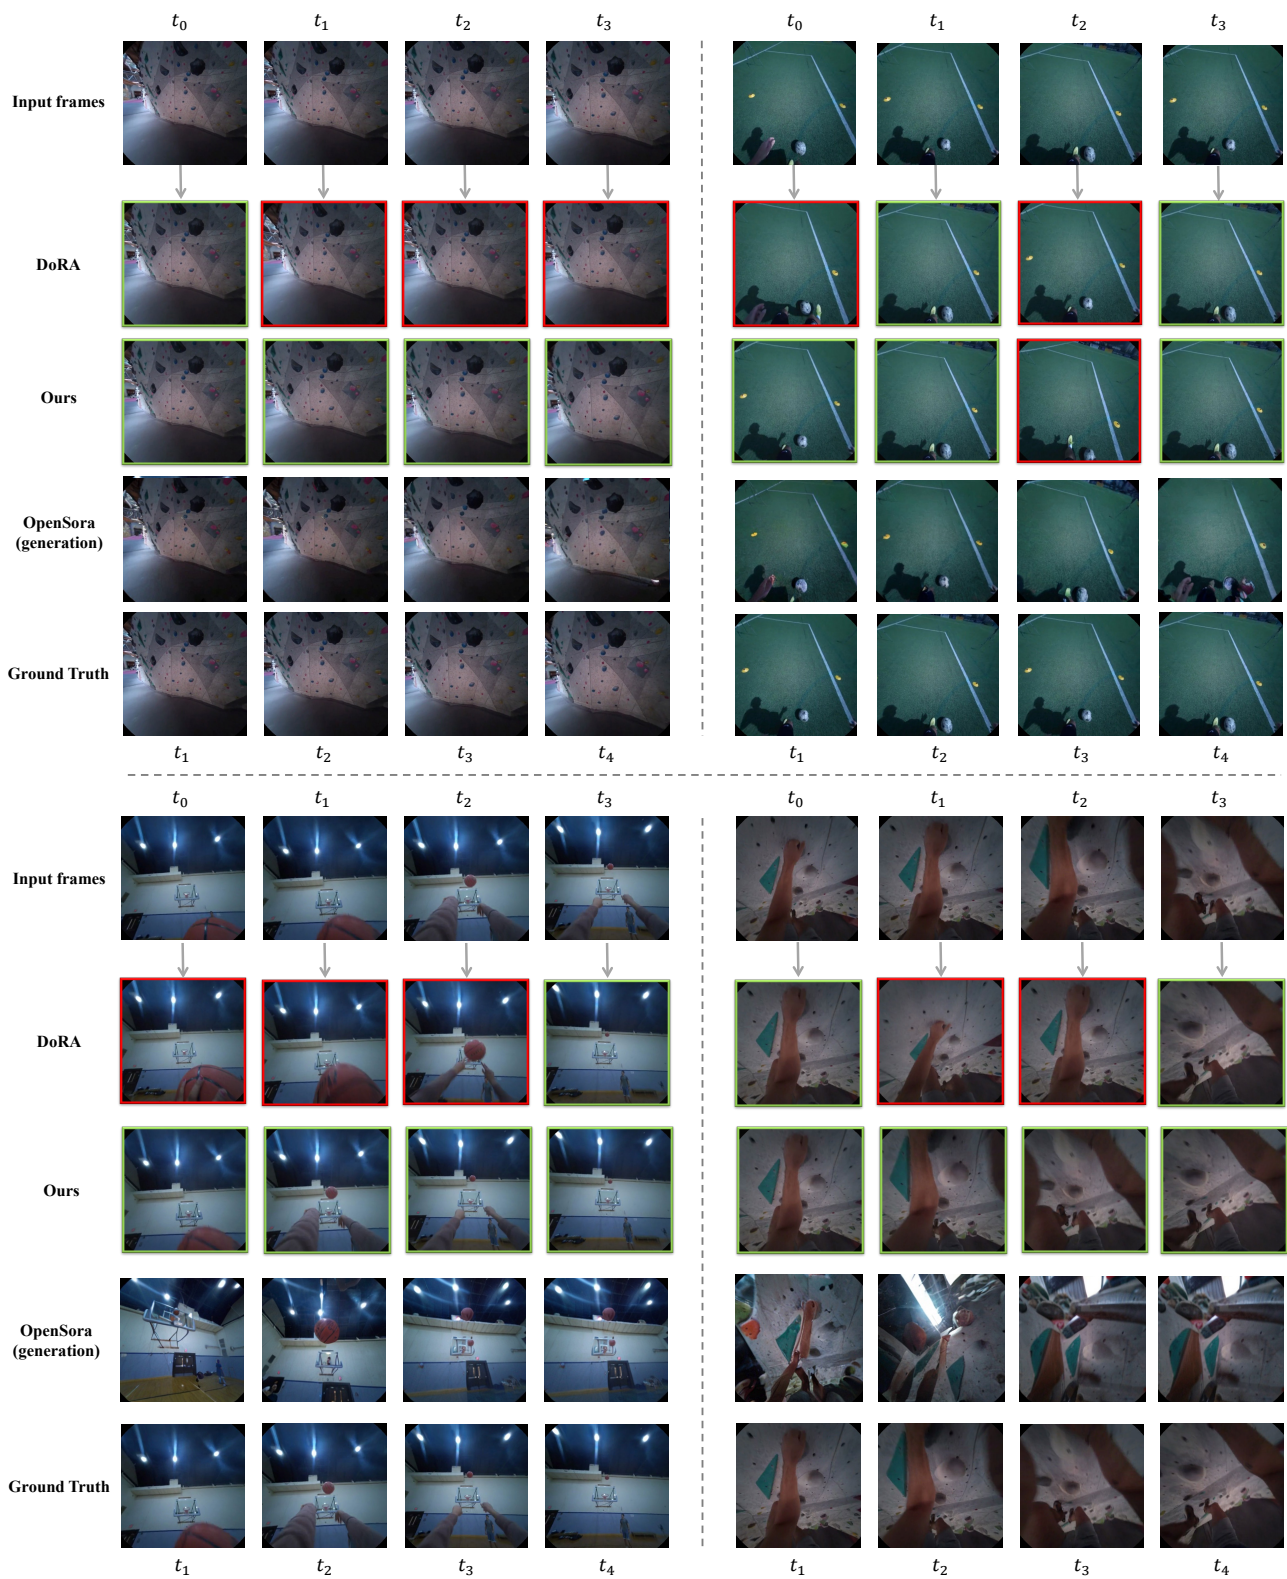 t₀ t₁ t₂ t₃ t₀ t₁ t₂ t₃
Input frames
DoRA
Ours
OpenSora
(generation)
Ground Truth
t₁ t₂ t₃ t₄ t₁ t₂ t₃ t₄
t₀ t₁ t₂ t₃ t₀ t₁ t₂ t₃
Input frames
DoRA
Ours
OpenSora
(generation)
Ground Truth
t₁ t₂ t₃ t₄ t₁ t₂ t₃ t₄